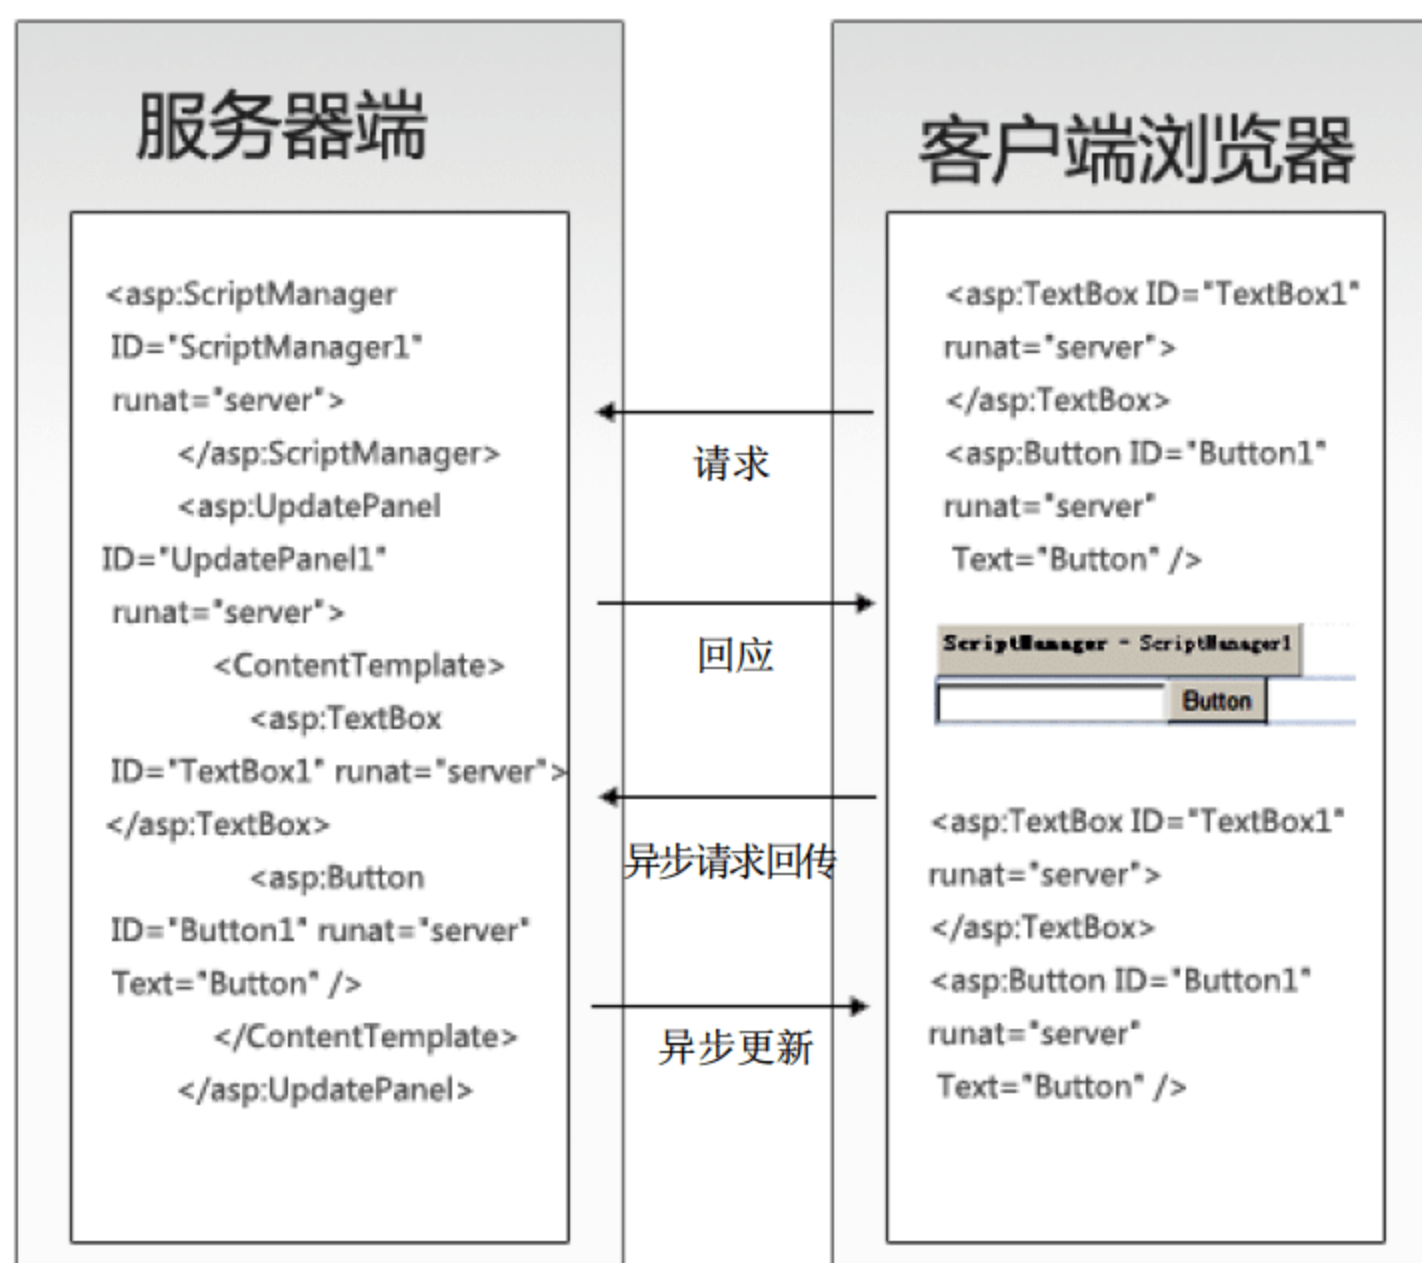 服务器端
<asp:ScriptManager
ID="ScriptManager1"
runat="server">
</asp:ScriptManager>
<asp:UpdatePanel
ID="UpdatePanel1"
runat="server">
<ContentTemplate>
<asp:TextBox
ID="TextBox1" runat="server">
</asp:TextBox>
<asp:Button
ID="Button1" runat="server"
Text="Button" />
</ContentTemplate>
</asp:UpdatePanel>
请求
回应
异步请求回传
异步更新
客户端浏览器
<asp:TextBox ID="TextBox1"
runat="server">
</asp:TextBox>
<asp:Button ID="Button1"
runat="server"
Text="Button" />
ScriptManager - ScriptManager1
Button
<asp:TextBox ID="TextBox1"
runat="server">
</asp:TextBox>
<asp:Button ID="Button1"
runat="server"
Text="Button" />